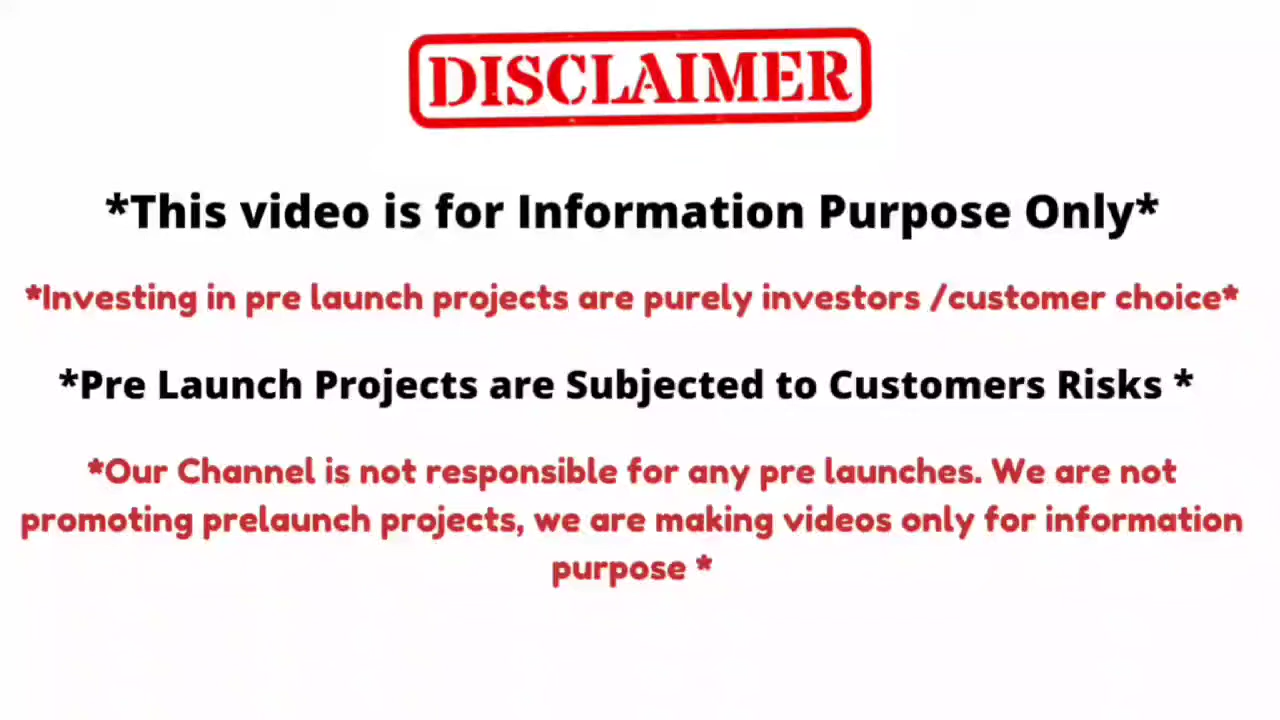 DISCLAIMER
*This video is for Information Purpose Only*
*Investing in pre launch projects are purely investors /customer choice*
*Pre Launch Projects are Subjected to Customers Risks *
*Our Channel is not responsible for any pre launches. We are not
promoting prelaunch projects, we are making videos only for information
purpose *